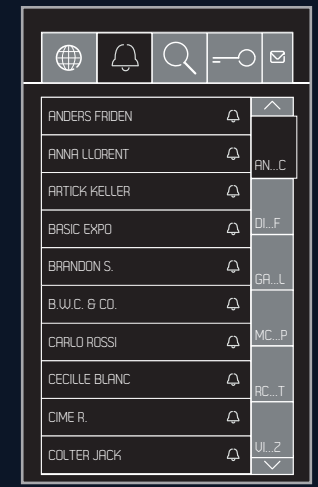 ANDERS FRIDEN
ANNA LLORENT
AN...C
ARTICK KELLER
BASIC EXPO
DI...F
BRANDON S.
GA...L
B.W.C. & CO.
CARLO ROSSI
MC...P
CECILLE BLANC
RC...T
CIME R.
COLTER JACK
VI...Z